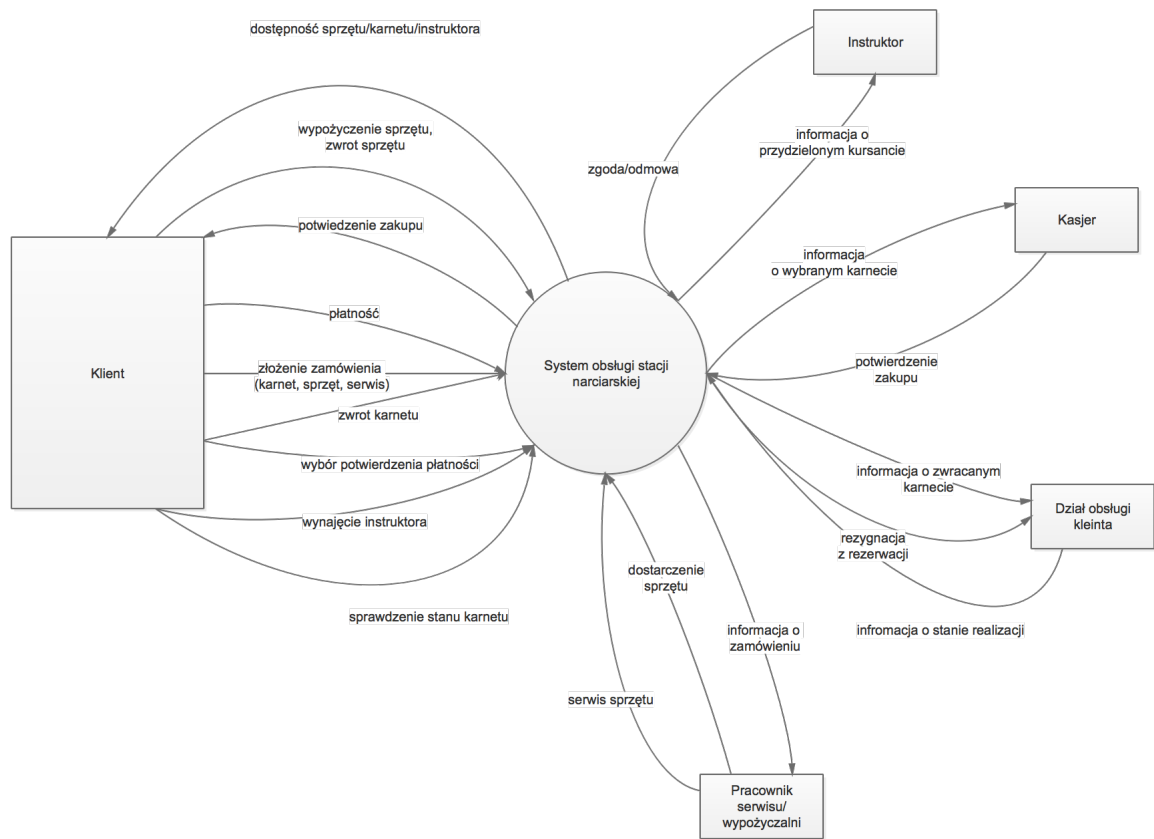 dostępność sprzętu/karnetu/instruktora
Instruktor
wypożyczenie sprzętu,
zwrot sprzętu
informacja o
przydzielonym kursancie
zgoda/odmowa
potwiedzenie zakupu
Kasjer
informacja
o wybranym karnecie
płatność
Klient
złożenie zamówienia
(karnet, sprzęt, serwis)
System obsługi stacji
narciarskiej
potwierdzenie
zakupu
zwrot karnetu
wybór potwierdzenia płatności
informacja o zwracanym
karnecie
wynajęcie instruktora
Dział obsługi
kleinta
rezygnacja
z rezerwacji
dostarczenie
sprzętu
sprawdzenie stanu karnetu
informacja o
zamówieniu
infromacja o stanie realizacji
serwis sprzętu
Pracownik
serwisu/
wypożyczalni